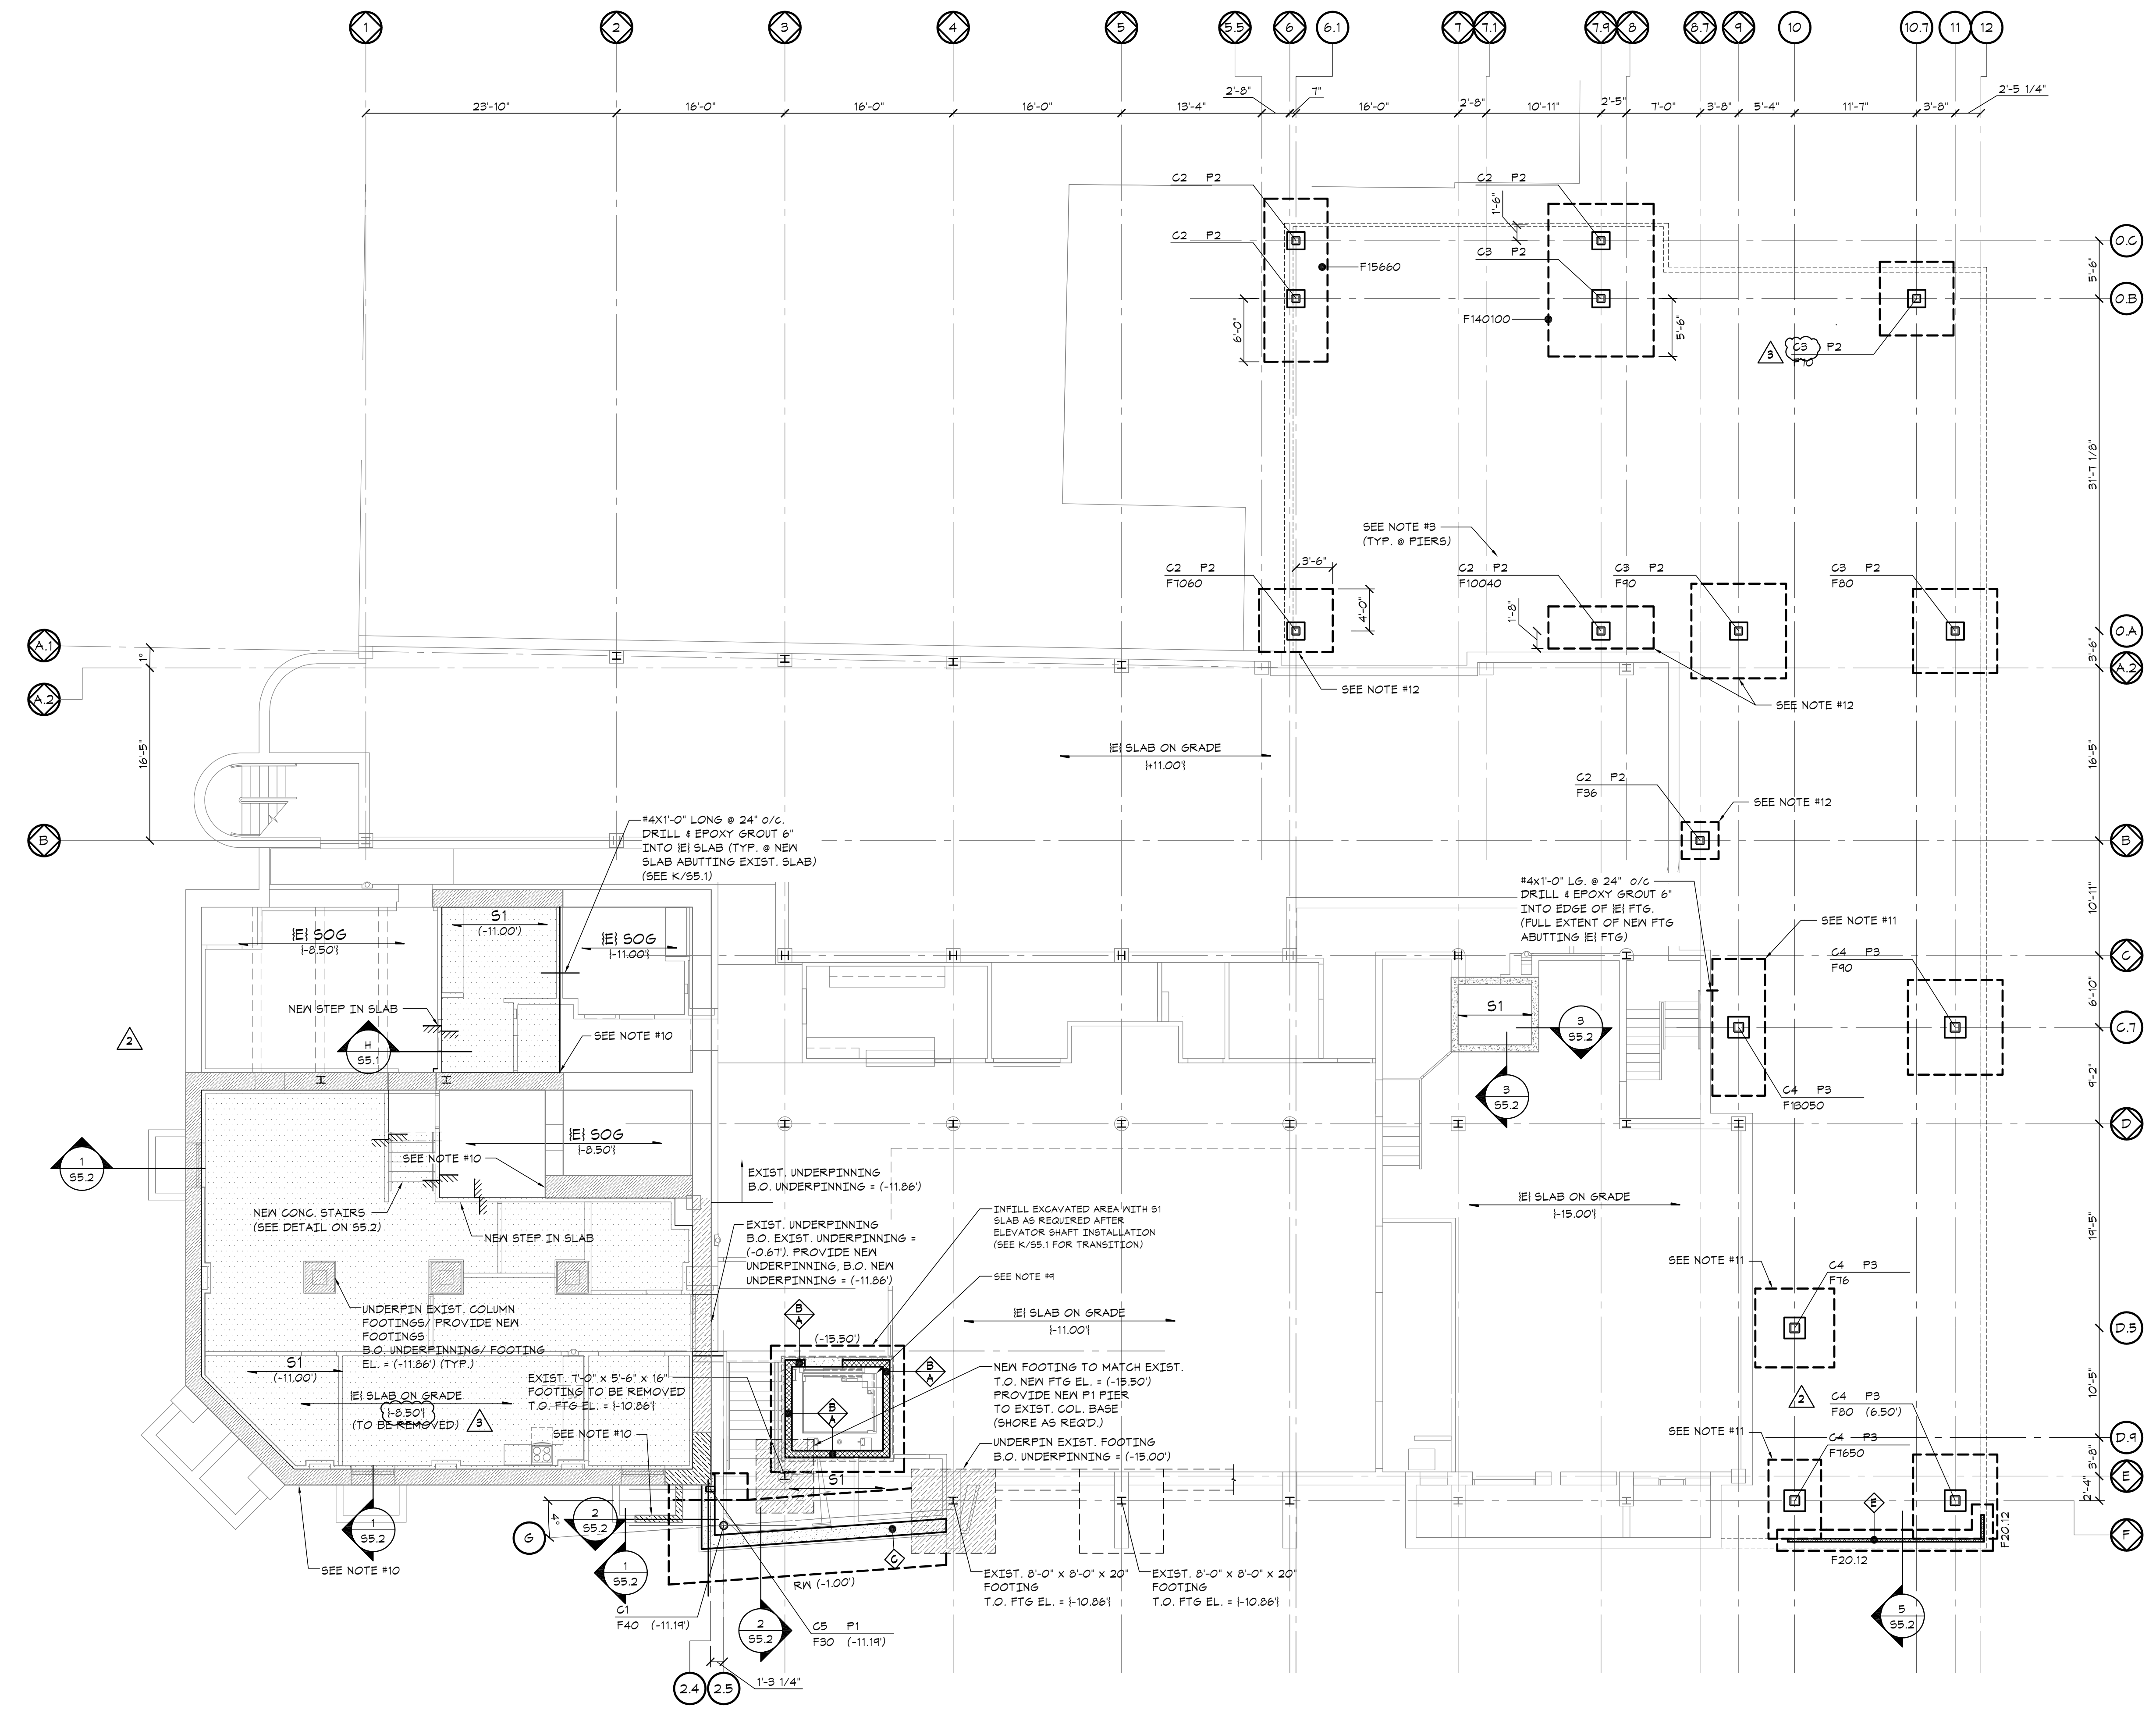 1 2 3 4 5 5.5 6 6.1 7 7.1 7.9 8 8.7 9 10 10.7 11 12
23'-10" 16'-0" 16'-0" 16'-0" 13'-4" 2'-8" 7" 16'-0" 2'-8" 10'-11" 2'-5" 7'-0" 3'-8" 5'-4" 11'-7" 3'-8" 2'-5 1/4"
C2 P2
C2 P2
1'-6"
C2 P2
C3 P2
F15660
F140100
6'-0"
5'-6"
3
C3 P2
F70
O.C
5'-6"
O.B
31'-7 1/8"
SEE NOTE #3
(TYP. @ PIERS)
3'-6"
C2 P2
F7060
4'-0"
C2 P2
F10040
1'-8"
C3 P2
F90
C3 P2
F80
O.A
3'-6"
A.2
A.1
1°
A.2
16'-5"
B
SEE NOTE #12
SEE NOTE #12
{E} SLAB ON GRADE
{+11.00'}
C2 P2
F36
SEE NOTE #12
16'-5"
B
#4X1'-0" LONG @ 24" o/c.
DRILL & EPOXY GROUT 6"
INTO {E} SLAB (TYP. @ NEW
SLAB ABUTTING EXIST. SLAB)
(SEE K/S5.1)
#4x1'-0" LG. @ 24" o/c
DRILL & EPOXY GROUT 6"
INTO EDGE OF {E} FTG.
(FULL EXTENT OF NEW FTG
ABUTTING {E} FTG)
SEE NOTE #11
10'-11"
C
{E} SOG
{-8.50'}
S1
(-11.00')
{E} SOG
{-11.00'}
C4 P3
F90
6'-10"
C.7
NEW STEP IN SLAB
2
H
S5.1
SEE NOTE #10
S1
3
S5.2
3
S5.2
C4 P3
F13050
9'-2"
D
1
S5.2
{E} SOG
{-8.50'}
SEE NOTE #10
EXIST. UNDERPINNING
B.O. UNDERPINNING = (-11.86')
NEW CONC. STAIRS
(SEE DETAIL ON S5.2)
NEW STEP IN SLAB
EXIST. UNDERPINNING
B.O. EXIST. UNDERPINNING =
(-0.67'). PROVIDE NEW
UNDERPINNING, B.O. NEW
UNDERPINNING = (-11.86')
INFILL EXCAVATED AREA WITH S1
SLAB AS REQUIRED AFTER
ELEVATOR SHAFT INSTALLATION
(SEE K/S5.1 FOR TRANSITION)
SEE NOTE #9
{E} SLAB ON GRADE
{-15.00'}
19'-5"
SEE NOTE #11
C4 P3
F76
D.5
UNDERPIN EXIST. COLUMN
FOOTINGS/ PROVIDE NEW
FOOTINGS
B.O. UNDERPINNING/ FOOTING
EL. = (-11.86') (TYP.)
B
A
(-15.50')
{E} SLAB ON GRADE
{-11.00'}
S1
(-11.00')
{E} SLAB ON GRADE
{-8.50'}
(TO BE REMOVED)
3
EXIST. 7'-0" x 5'-6" x 16"
FOOTING TO BE REMOVED
T.O. FTG EL. = {-10.86'}
SEE NOTE #10
B
A
B
A
NEW FOOTING TO MATCH EXIST.
T.O. NEW FTG EL. = (-15.50')
PROVIDE NEW P1 PIER
TO EXIST. COL. BASE
(SHORE AS REQ'D.)
UNDERPIN EXIST. FOOTING
B.O. UNDERPINNING = (-15.00')
S1
2
C4 P3
F80 (6.50')
SEE NOTE #11
C4 P3
F7650
10'-5"
D.9
3'-8"
E
2'-4"
F
1
S5.2
SEE NOTE #10
G
4°
2
S5.2
1
S5.2
C
RW (-1.00')
C1
F40 (-11.19')
2
S5.2
C5 P1
F30 (-11.19')
EXIST. 8'-0" x 8'-0" x 20"
FOOTING
T.O. FTG EL. = {-10.86'}
EXIST. 8'-0" x 8'-0" x 20"
FOOTING
T.O. FTG EL. = {-10.86'}
E
F20.12
F20.12
5
S5.2
2.4 2.5
1'-3 1/4"